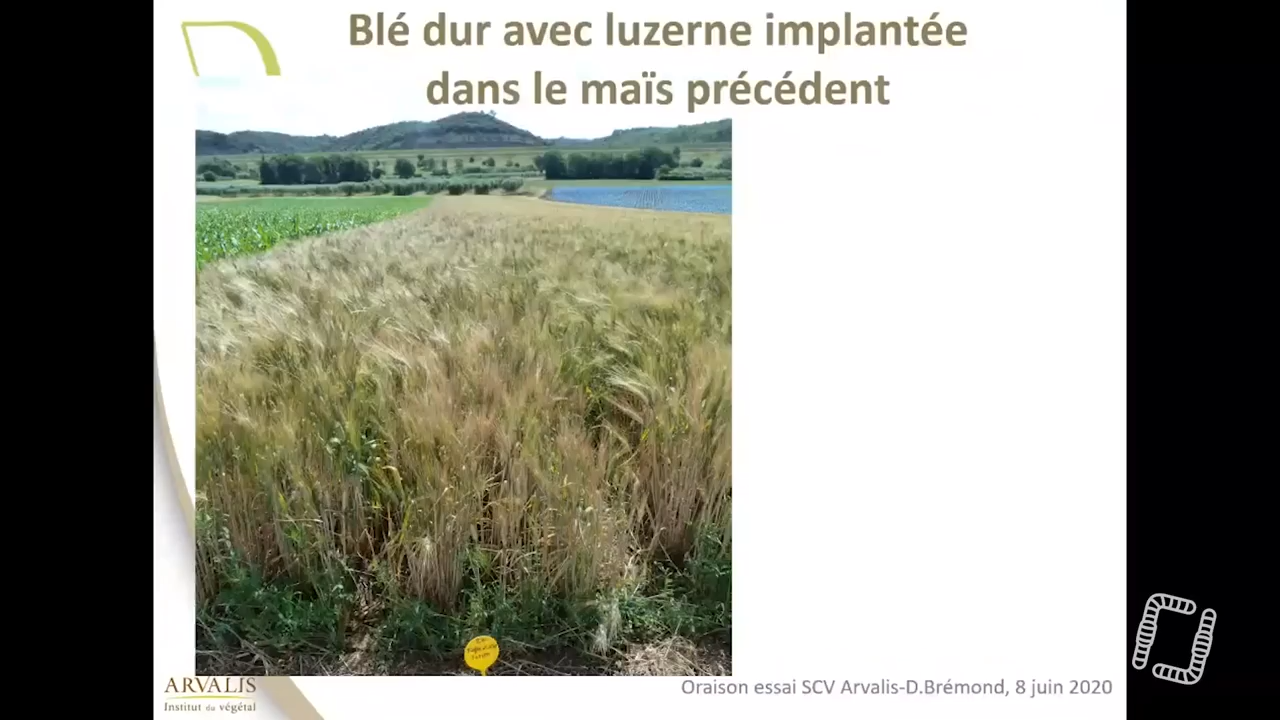 Blé dur avec luzerne implantée
dans le maïs précédent
ARVALIS
Institut du végétal
Oraison essai SCV Arvalis-D.Brémond, 8 juin 2020